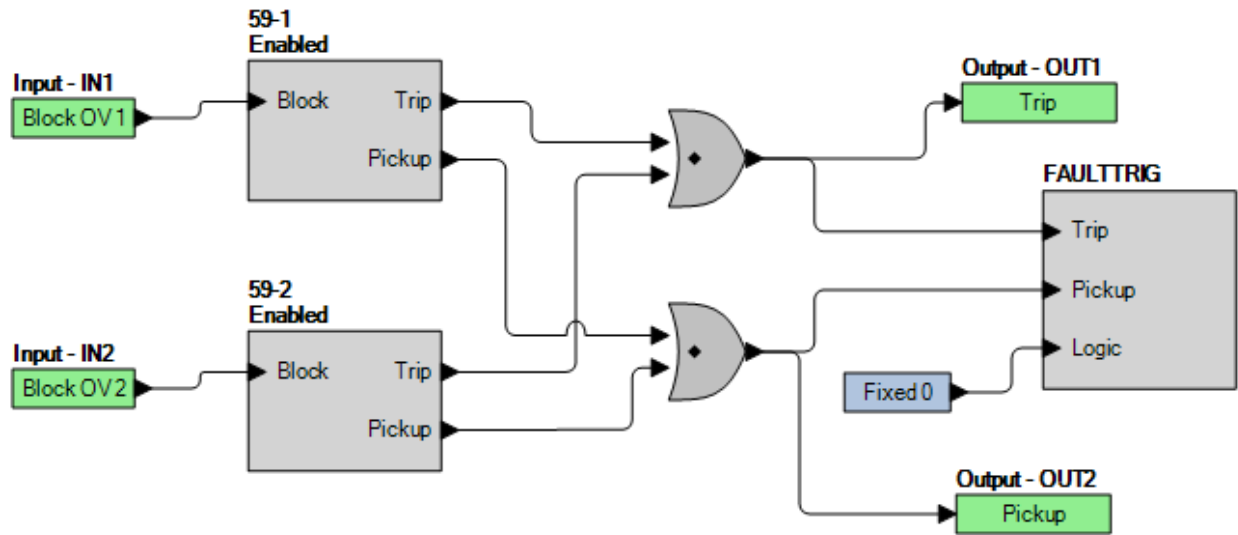 59-1
Enabled
Input - IN1
Block OV1
Block
Trip
Pickup
Output - OUT1
Trip
FAULTTRIG
Trip
Pickup
Logic
59-2
Enabled
Input - IN2
Block OV2
Block
Trip
Pickup
Fixed 0
Output - OUT2
Pickup